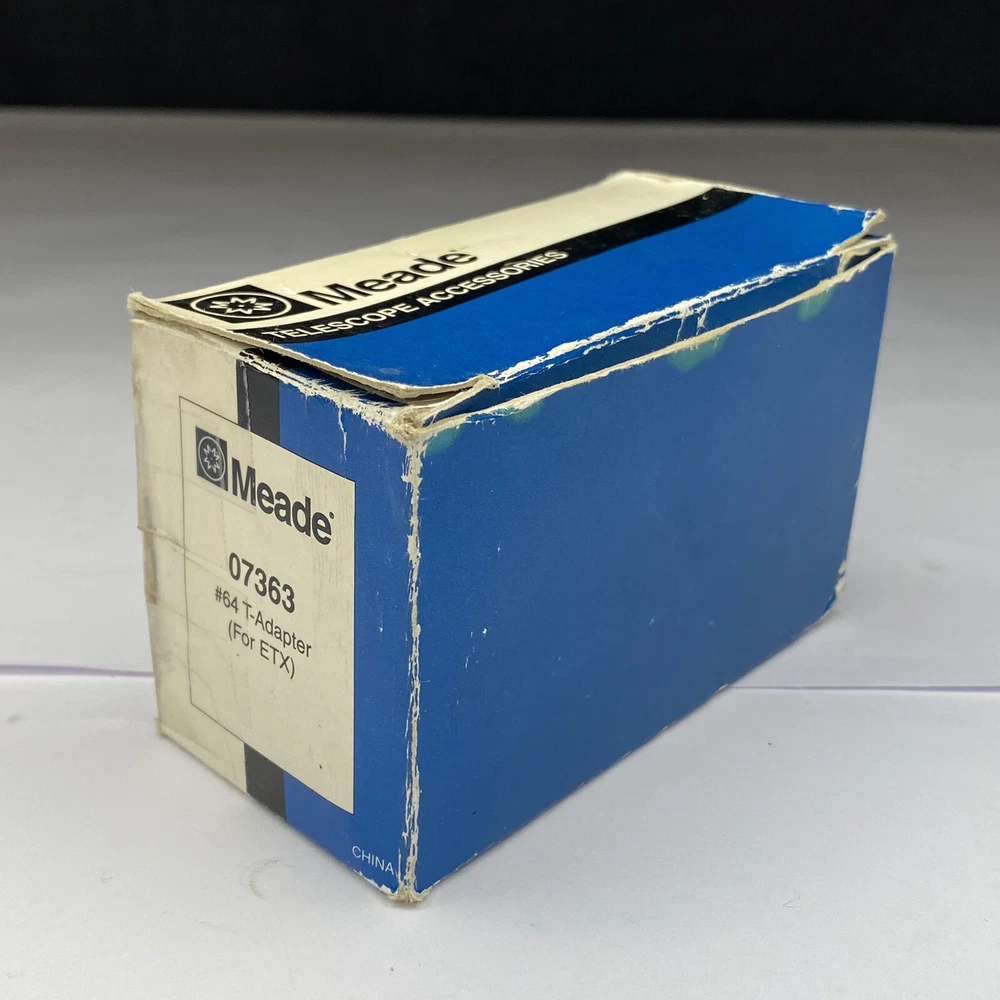 Meade®
TELESCOPE ACCESSORIES
Meade®
07363
#64 T-Adapter
(For ETX)
CHINA